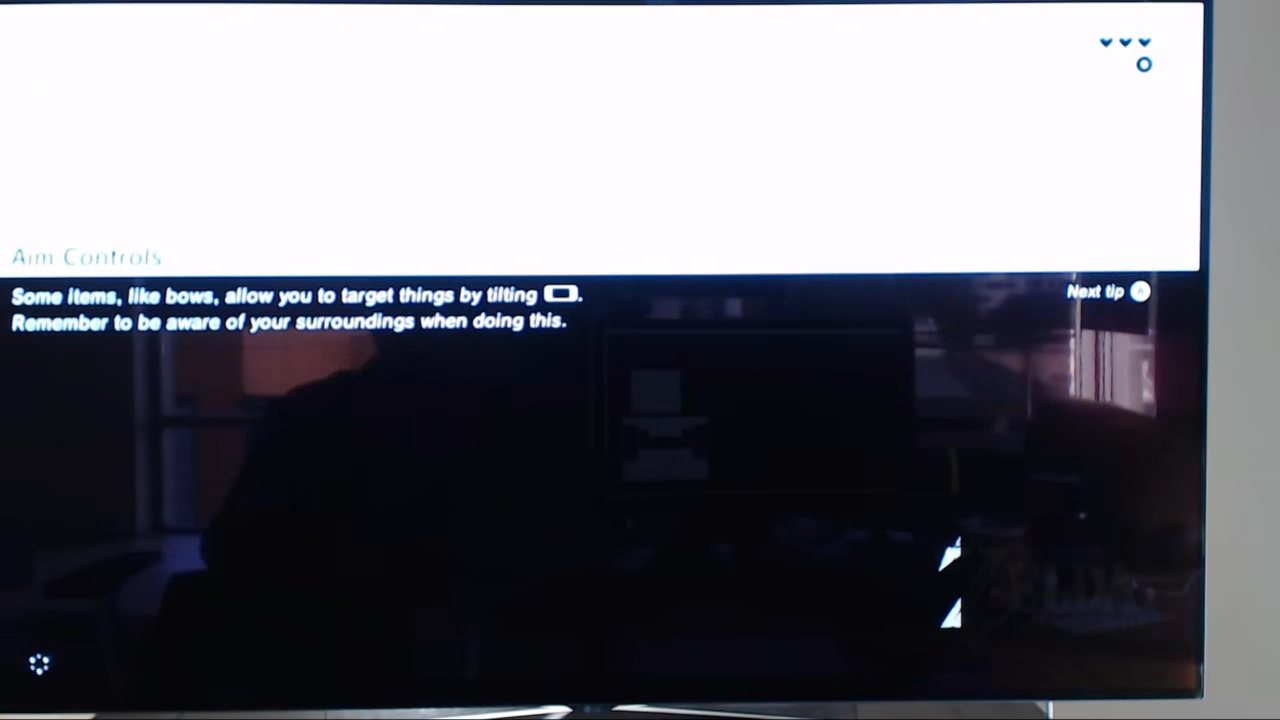 Aim Controls
Some items, like bows, allow you to target things by tilting .
Next tip A
Remember to be aware of your surroundings when doing this.
ZELDA